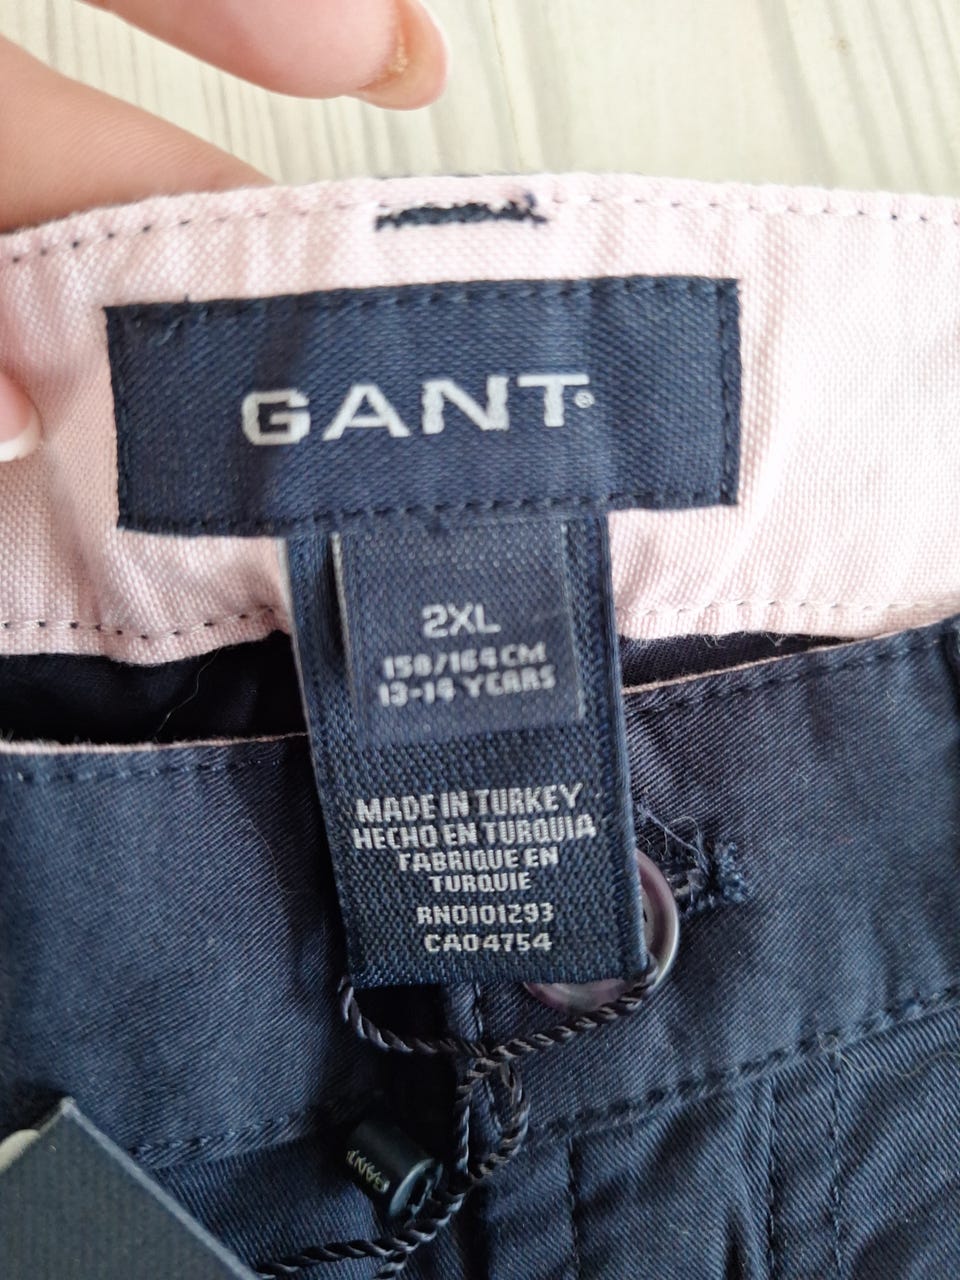 GANT®
2XL
158/164 CM
13-14 YEARS
MADE IN TURKEY
HECHO EN TURQUIA
FABRIQUE EN
TURQUIE
RN0101293
CA04754
GANT